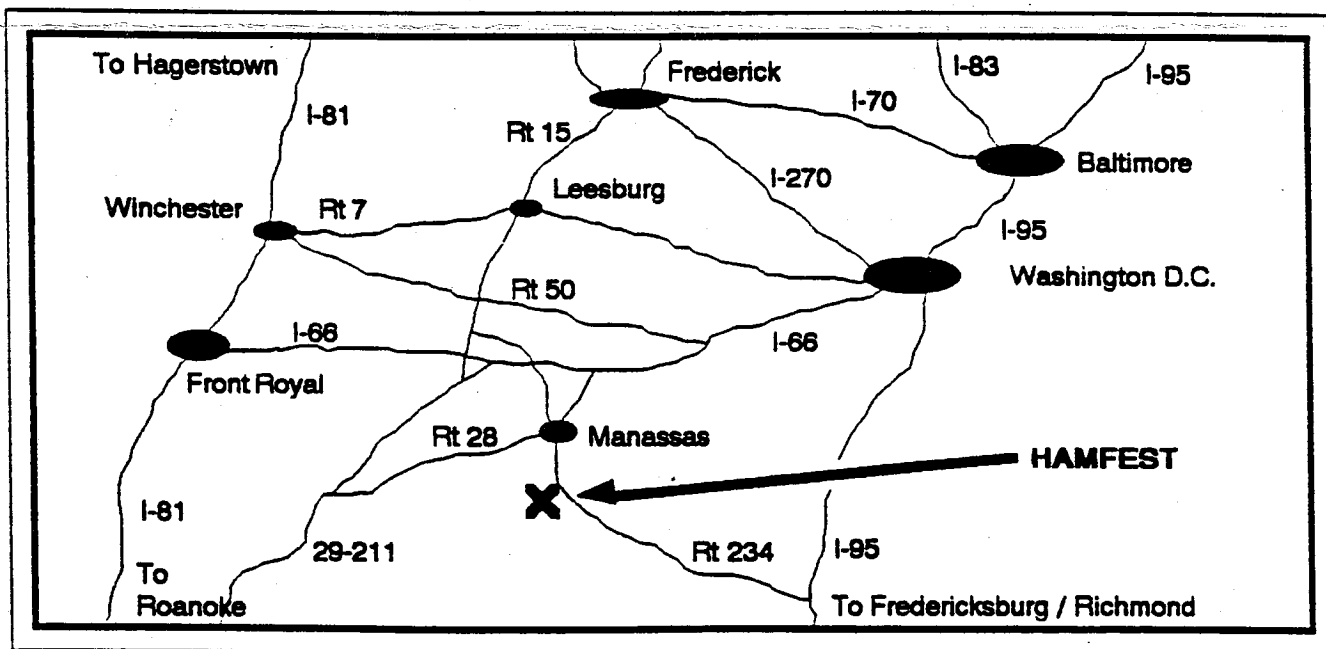 To Hagerstown
Frederick
I-83
I-95
I-81
I-70
Rt 15
Baltimore
I-270
Leesburg
Winchester
Rt 7
I-95
Washington D.C.
Rt 50
I-66
I-66
Front Royal
Rt 28
Manassas
HAMFEST
I-81
29-211
Rt 234
I-95
To
Roanoke
To Fredericksburg / Richmond